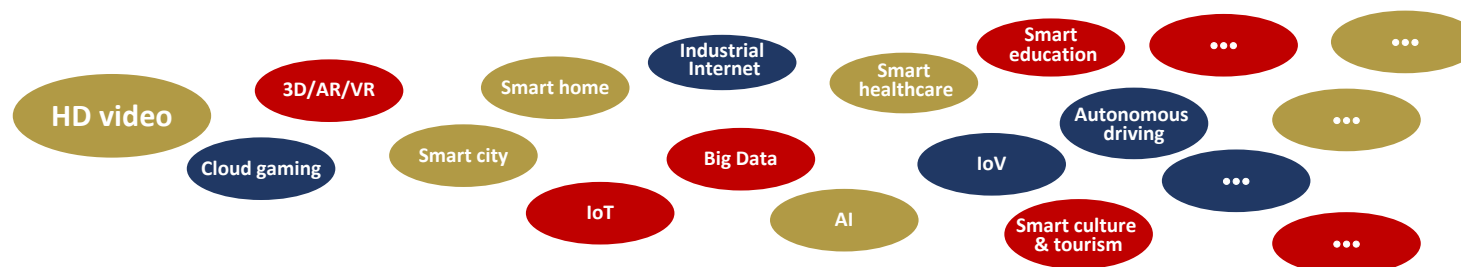 HD video
3D/AR/VR
Cloud gaming
Smart home
Smart city
IoT
Industrial
Internet
Big Data
AI
Smart
healthcare
Smart
education
IoV
Autonomous
driving
Smart culture
& tourism
•••
•••
•••
•••
•••